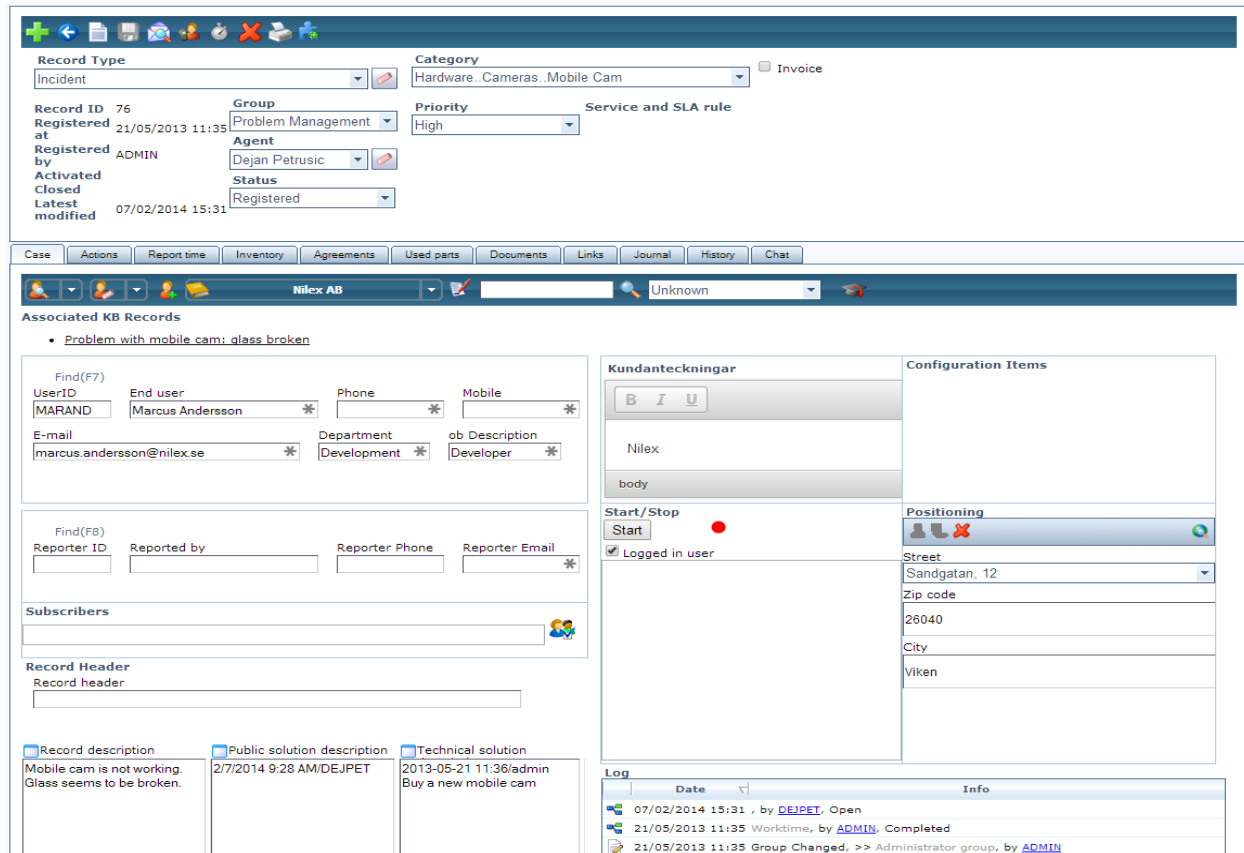 Record Type
Category
Invoice
Incident
Hardware..Cameras..Mobile Cam
Record ID 76
Group
Priority
Service and SLA rule
Registered at 21/05/2013 11:35
Problem Management
High
Agent
Registered by ADMIN
Dejan Petrusic
Activated
Status
Closed
Registered
Latest modified 07/02/2014 15:31
Case Actions Report time Inventory Agreements Used parts Documents Links Journal History Chat
Nilex AB
Unknown
Associated KB Records
• Problem with mobile cam: glass broken
Find(F7)
UserID End user Phone Mobile
MARAND Marcus Andersson
E-mail Department ob Description
marcus.andersson@nilex.se Development Developer
Find(F8)
Reporter ID Reported by Reporter Phone Reporter Email
Subscribers
Record Header
Record header
Record description
Mobile cam is not working.
Glass seems to be broken.
Public solution description
2/7/2014 9:28 AM/DEJPET
Technical solution
2013-05-21 11:36/admin
Buy a new mobile cam
Kundanteckningar
B I U
Nilex
body
Configuration Items
Start/Stop
Start
Logged in user
Positioning
Street
Sandgatan, 12
Zip code
26040
City
Viken
Log
Date Info
07/02/2014 15:31 , by DEJPET, Open
21/05/2013 11:35 Worktime, by ADMIN, Completed
21/05/2013 11:35 Group Changed, >> Administrator group, by ADMIN